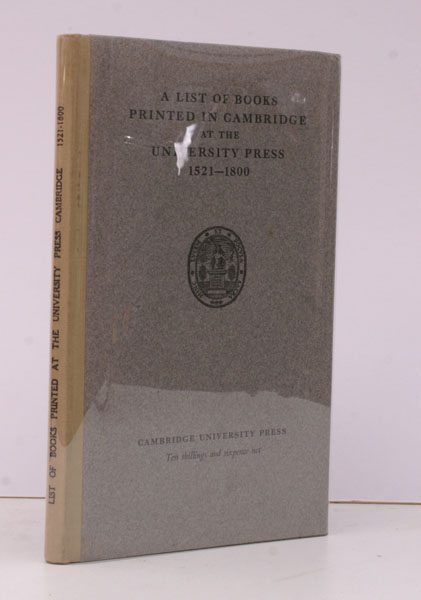 A LIST OF BOOKS
PRINTED IN CAMBRIDGE
AT THE
UNIVERSITY PRESS
1521—1800
CAMBRIDGE UNIVERSITY PRESS
Ten shillings and sixpence net
LIST OF BOOKS PRINTED AT THE UNIVERSITY PRESS CAMBRIDGE 1521-1800